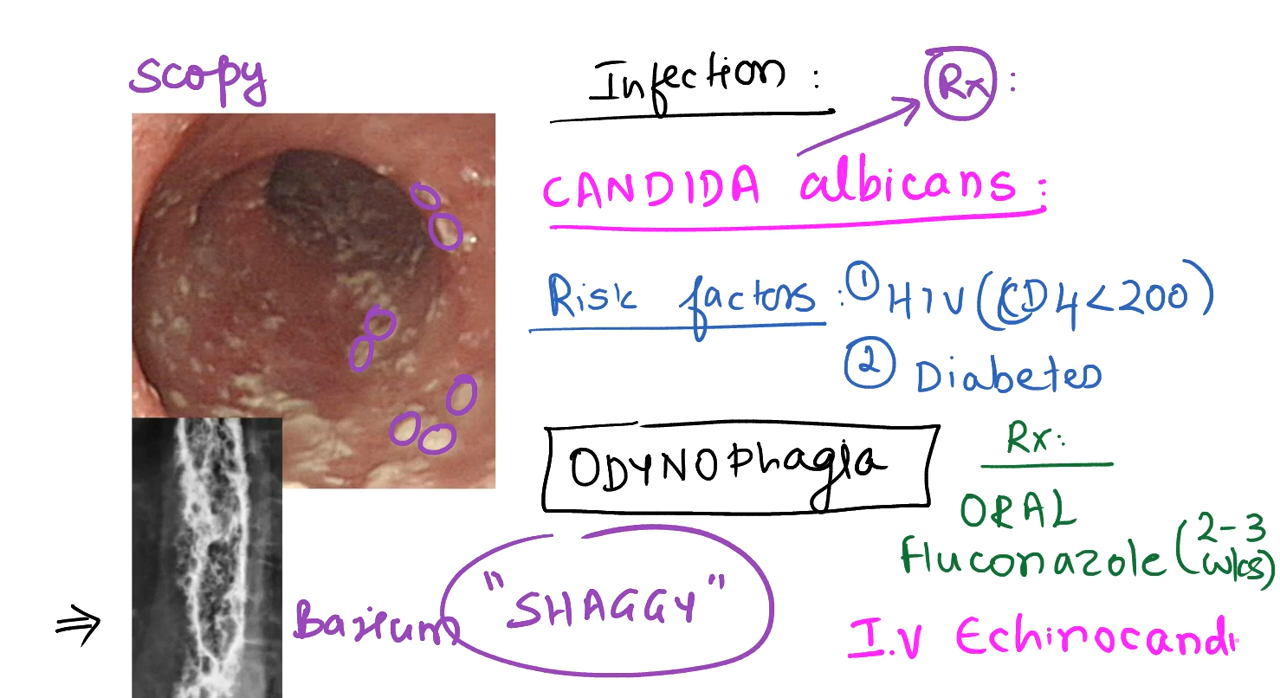 Scopy
Infection :
Rx :
CANDIDA albicans :
Risk factors : ① HIV (CD4<200)
② Diabetes
ODYNOPhagia
Rx:
ORAL
Fluconazole (2-3 wks)
Barium "SHAGGY"
I.V Echinocandi